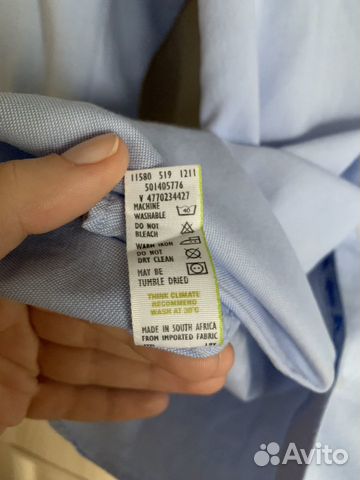 11580 519 1211
501405776
V 4770234427
MACHINE
WASHABLE
40
DO NOT
BLEACH
WARM IRON
DO NOT
DRY CLEAN
MAY BE
TUMBLE DRIED
THINK CLIMATE
RECOMMEND
WASH AT 30°C
MADE IN SOUTH AFRICA
FROM IMPORTED FABRIC
Avito